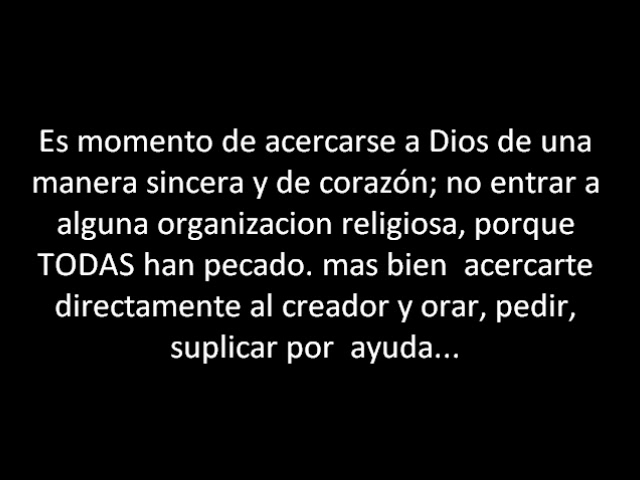 Es momento de acercarse a Dios de una
manera sincera y de corazón; no entrar a
alguna organizacion religiosa, porque
TODAS han pecado. mas bien  acercarte
directamente al creador y orar, pedir,
suplicar por  ayuda...